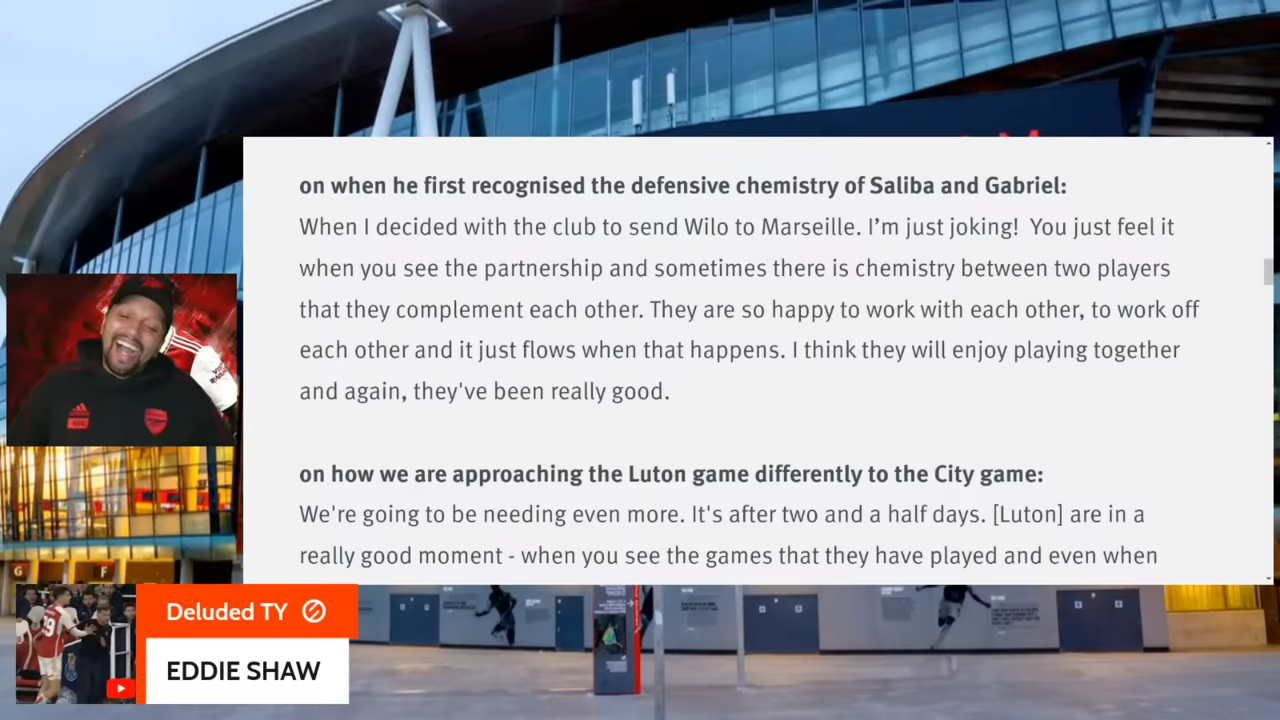 on when he first recognised the defensive chemistry of Saliba and Gabriel:
When I decided with the club to send Wilo to Marseille. I’m just joking!  You just feel it
when you see the partnership and sometimes there is chemistry between two players
that they complement each other. They are so happy to work with each other, to work off
each other and it just flows when that happens. I think they will enjoy playing together
and again, they've been really good.
on how we are approaching the Luton game differently to the City game:
We're going to be needing even more. It's after two and a half days. [Luton] are in a
really good moment - when you see the games that they have played and even when
G
F
29
Deluded TY
EDDIE SHAW